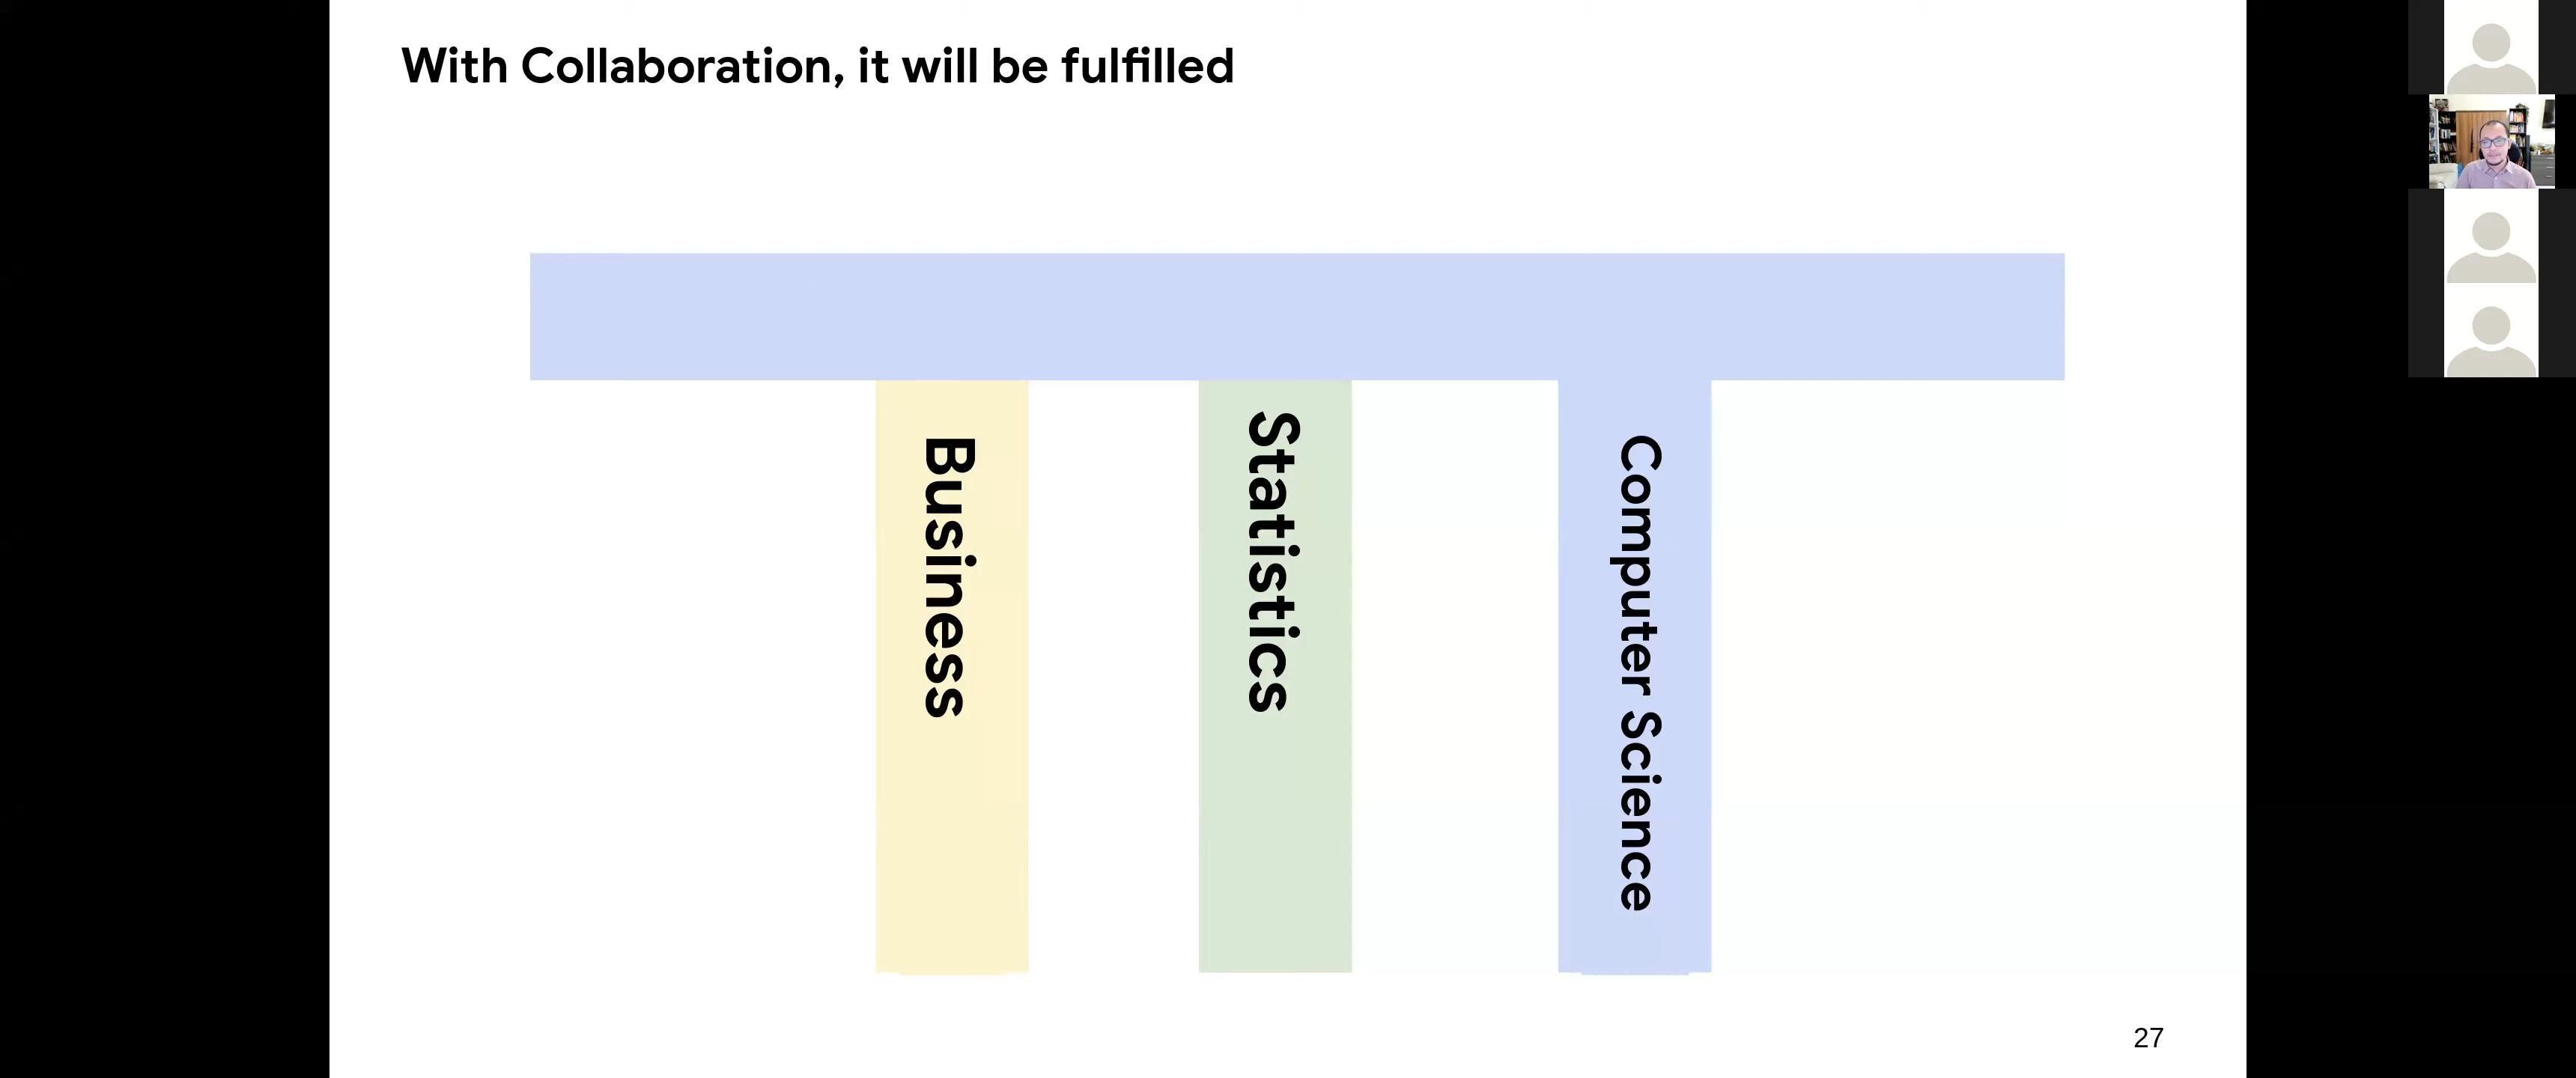 With Collaboration, it will be fulfilled
Business
Statistics
Computer Science
27